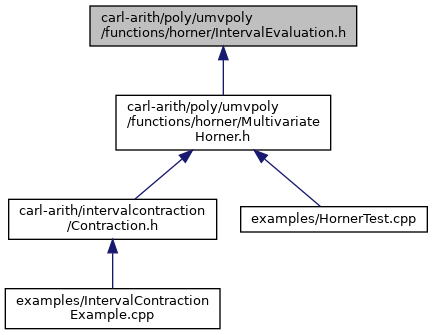 carl-arith/poly/umvpoly
/functions/horner/IntervalEvaluation.h
carl-arith/poly/umvpoly
/functions/horner/Multivariate
Horner.h
carl-arith/intervalcontraction
/Contraction.h
examples/HornerTest.cpp
examples/IntervalContraction
Example.cpp